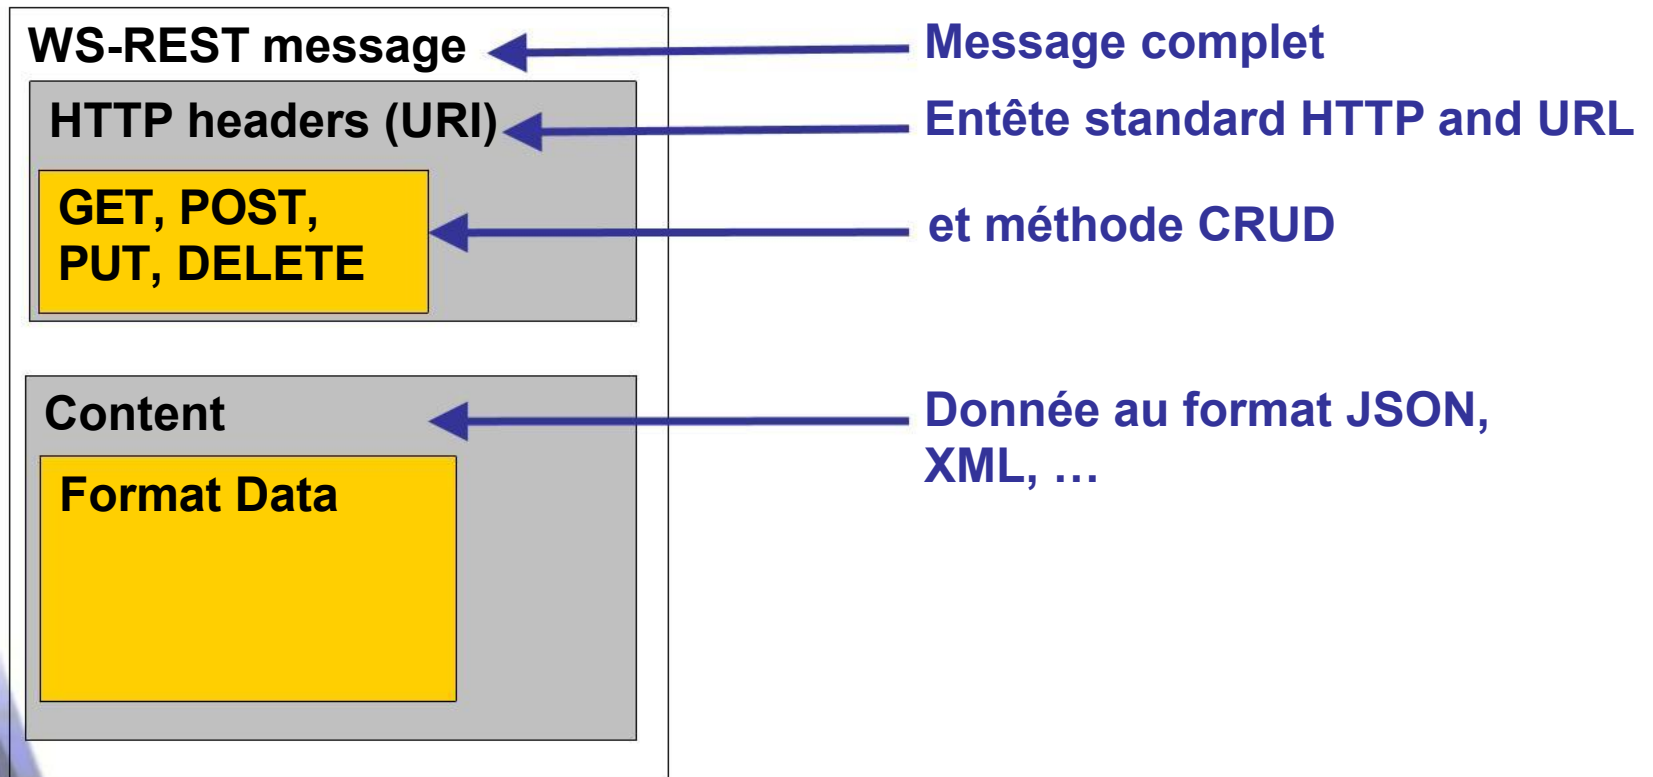 WS-REST message
Message complet
HTTP headers (URI)
Entête standard HTTP and URL
GET, POST,
PUT, DELETE
et méthode CRUD
Content
Donnée au format JSON,
XML, …
Format Data